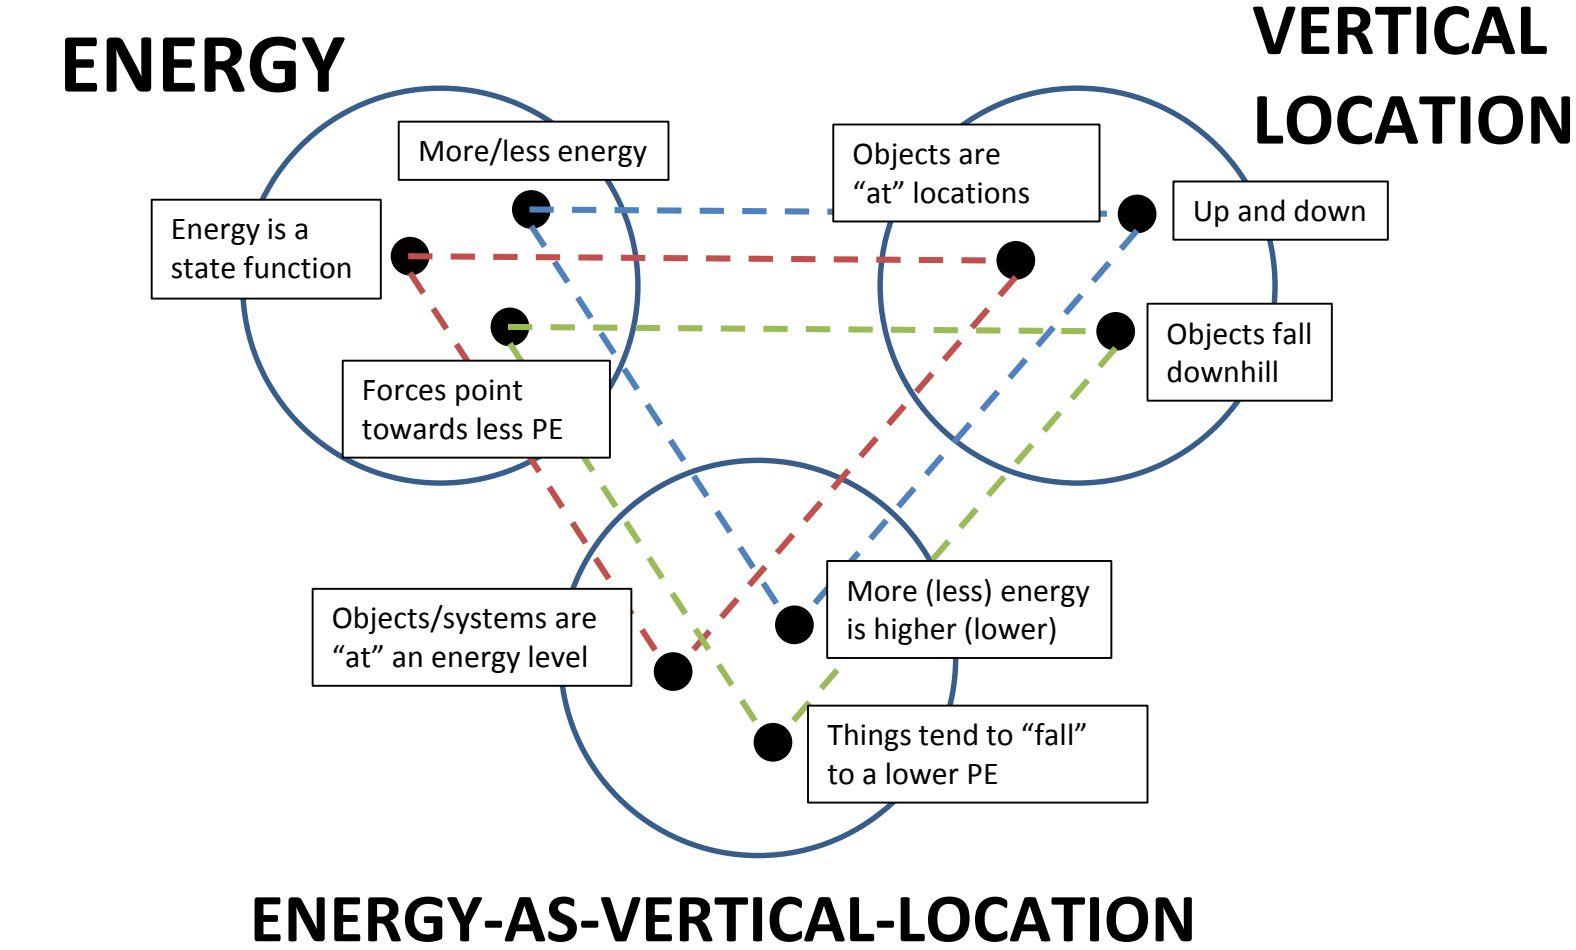 ENERGY
VERTICAL
LOCATION
More/less energy
Energy is a
state function
Forces point
towards less PE
Objects are
“at” locations
Up and down
Objects fall
downhill
Objects/systems are
“at” an energy level
More (less) energy
is higher (lower)
Things tend to “fall”
to a lower PE
ENERGY-AS-VERTICAL-LOCATION